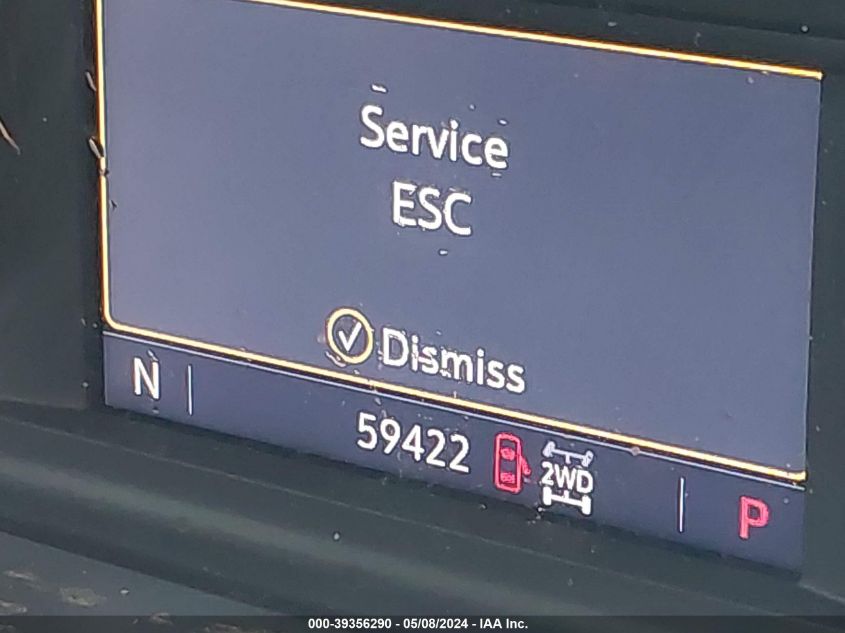 Service
ESC
Dismiss
N 59422 2WD P
000-39356290 - 05/08/2024 - IAA Inc.